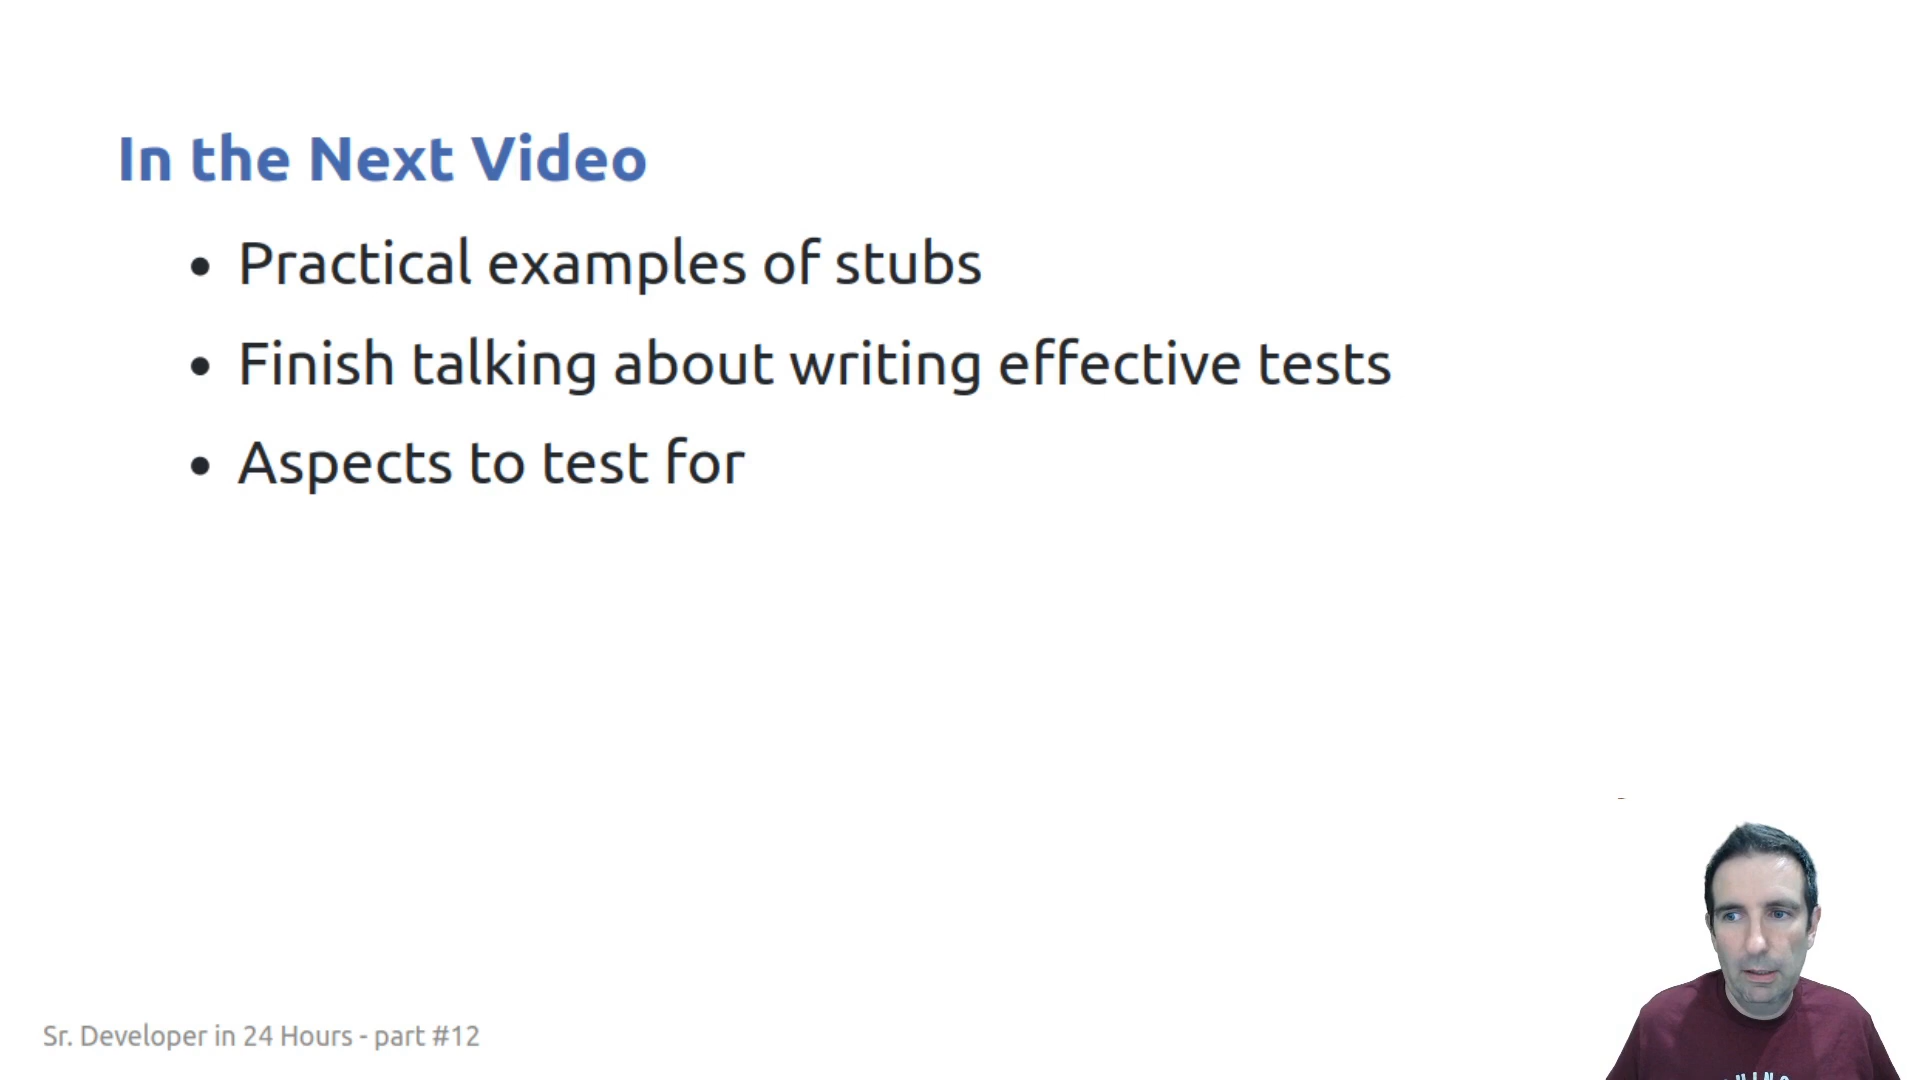 In the Next Video
• Practical examples of stubs
• Finish talking about writing effective tests
• Aspects to test for
Sr. Developer in 24 Hours - part #12